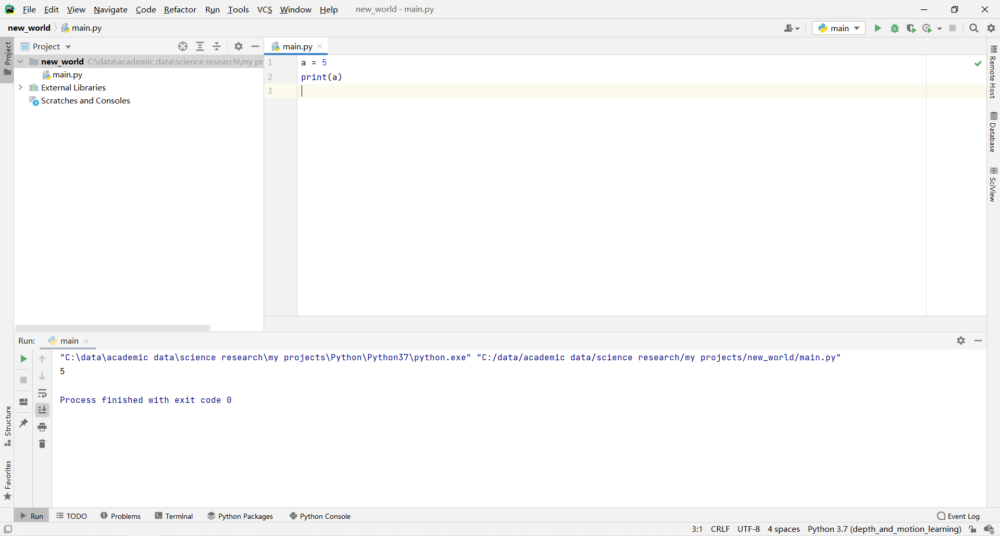 File Edit View Navigate Code Refactor Run Tools VCS Window Help new_world - main.py
new_world main.py
main
Project
Project
new_world C:\data\academic data\science research\my pr
main.py
External Libraries
Scratches and Consoles
main.py
1 a = 5
2 print(a)
3
Remote Host
Database
SciView
Run: main
"C:\data\academic data\science research\my projects\Python\Python37\python.exe" "C:/data/academic data/science research/my projects/new_world/main.py"
5
Process finished with exit code 0
Structure
Favorites
Run TODO Problems Terminal Python Packages Python Console Event Log
3:1 CRLF UTF-8 4 spaces Python 3.7 (depth_and_motion_learning)